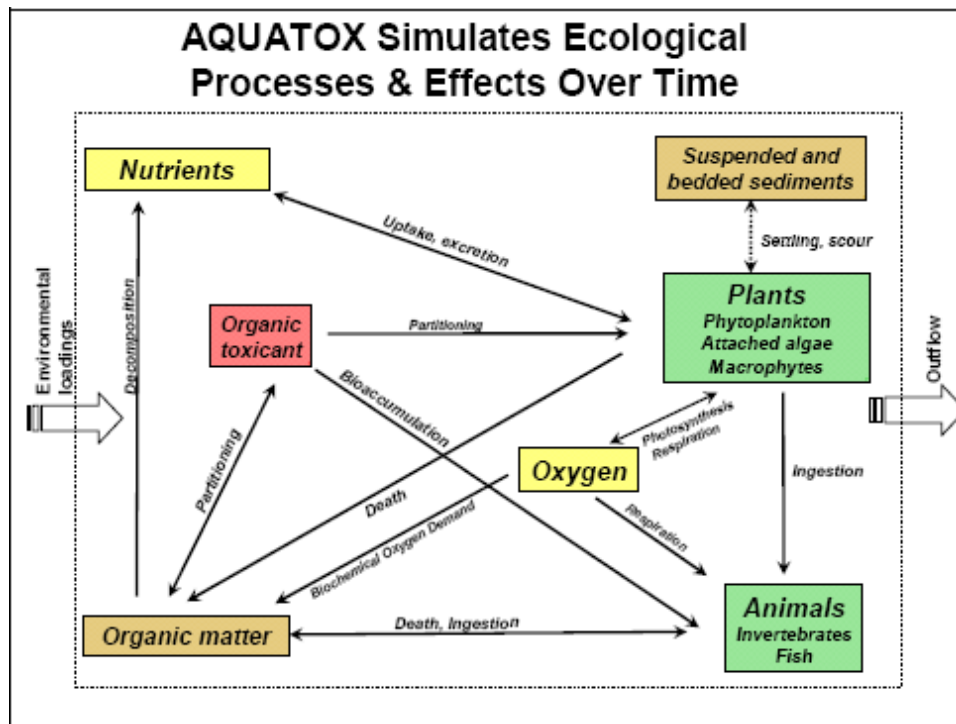 AQUATOX Simulates Ecological
Processes & Effects Over Time
Nutrients
Suspended and
bedded sediments
Uptake, excretion
Settling, scour
Environmental
loadings
Decomposition
Organic
toxicant
Partitioning
Plants
Phytoplankton
Attached algae
Macrophytes
Outflow
Bioaccumulation
Photosynthesis
Respiration
Partitioning
Oxygen
Ingestion
Death
Respiration
Biochemical Oxygen Demand
Organic matter
Death, Ingestion
Animals
Invertebrates
Fish